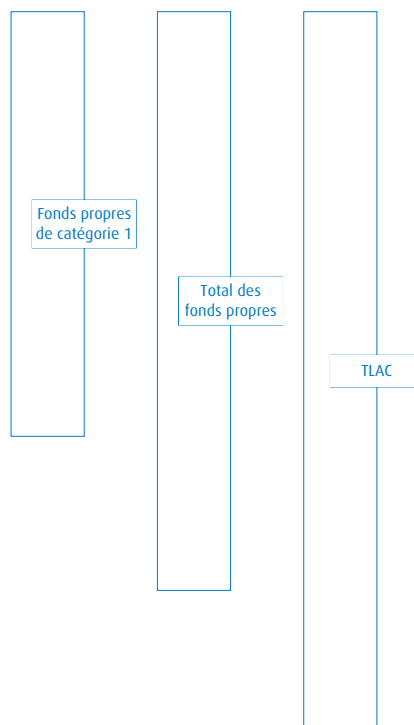 Fonds propres
de catégorie 1
Total des
fonds propres
TLAC